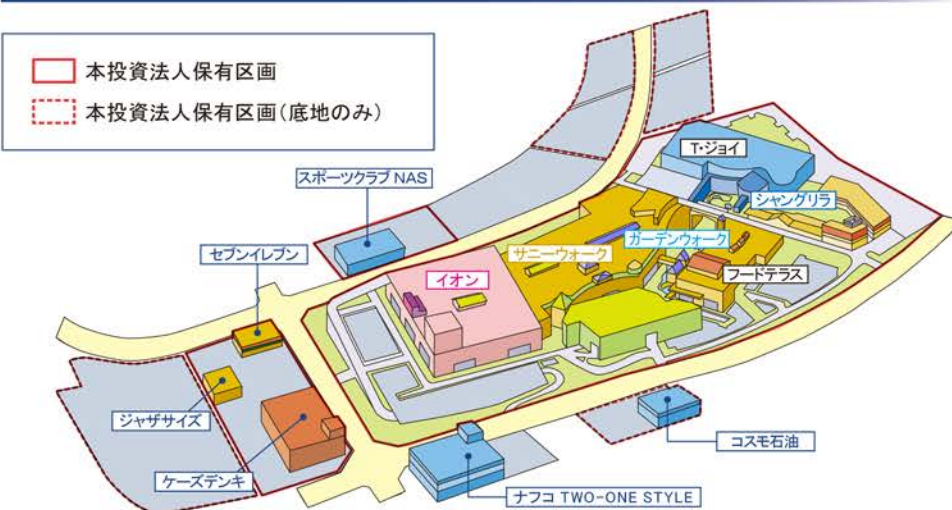 本投資法人保有区画
本投資法人保有区画(底地のみ)
T・ジョイ
スポーツクラブ NAS
シャングリラ
セブンイレブン
サニーウォーク
ガーデンウォーク
イオン
フードテラス
ジャザサイズ
コスモ石油
ケーズデンキ
ナフコ TWO-ONE STYLE